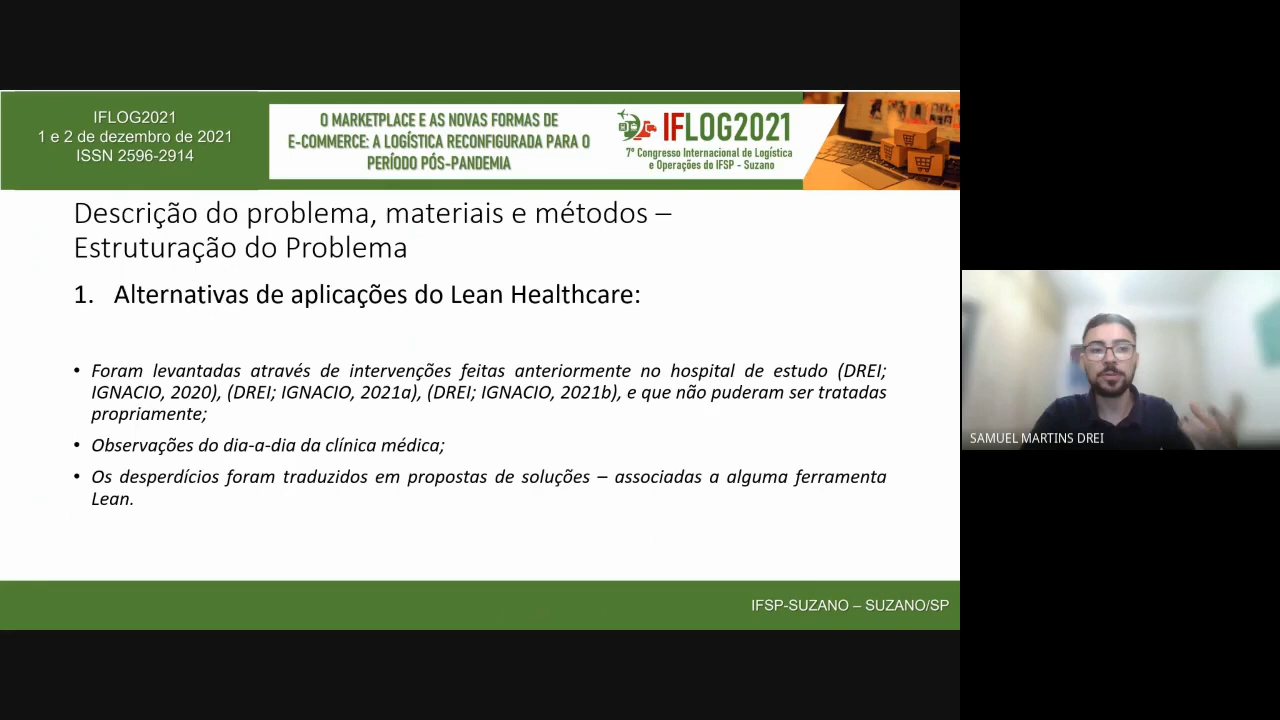 IFLOG2021
1 e 2 de dezembro de 2021
ISSN 2596-2914
O MARKETPLACE E AS NOVAS FORMAS DE
E-COMMERCE: A LOGÍSTICA RECONFIGURADA PARA O
PERÍODO PÓS-PANDEMIA
IFLOG2021
7º Congresso Internacional de Logística
e Operações do IFSP - Suzano
Descrição do problema, materiais e métodos –
Estruturação do Problema
1. Alternativas de aplicações do Lean Healthcare:
• Foram levantadas através de intervenções feitas anteriormente no hospital de estudo (DREI;
IGNACIO, 2020), (DREI; IGNACIO, 2021a), (DREI; IGNACIO, 2021b), e que não puderam ser tratadas
propriamente;
• Observações do dia-a-dia da clínica médica;
• Os desperdícios foram traduzidos em propostas de soluções – associadas a alguma ferramenta
Lean.
SAMUEL MARTINS DREI
IFSP-SUZANO – SUZANO/SP